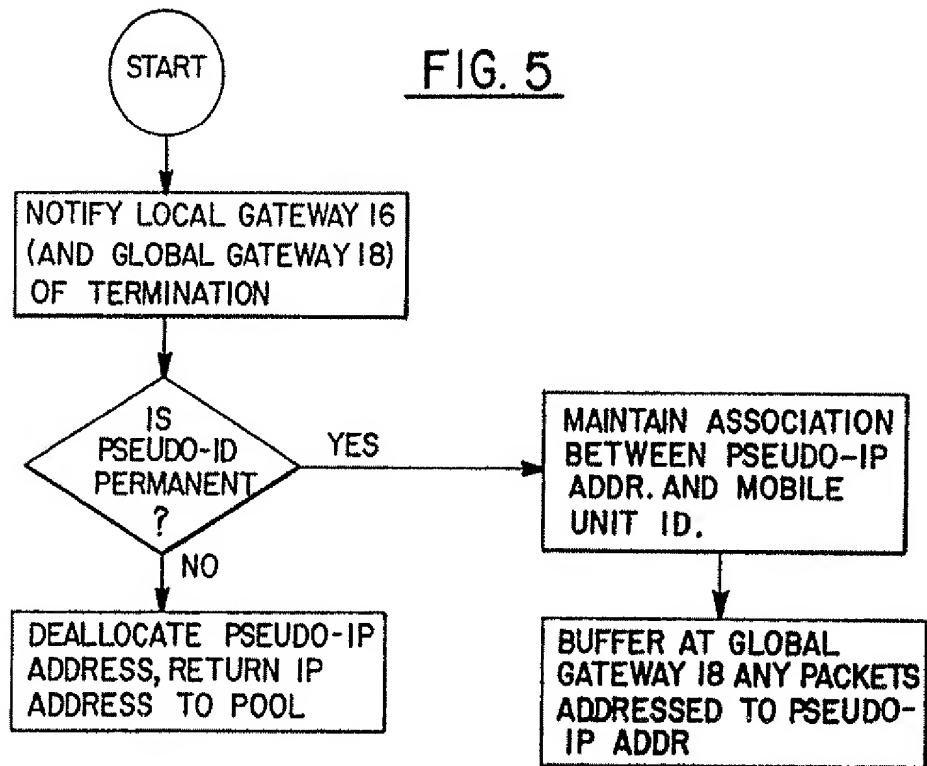 START
FIG. 5
NOTIFY LOCAL GATEWAY 16
(AND GLOBAL GATEWAY 18)
OF TERMINATION
IS
PSEUDO-ID
PERMANENT
?
YES
NO
MAINTAIN ASSOCIATION
BETWEEN PSEUDO-IP
ADDR. AND MOBILE
UNIT ID.
DEALLOCATE PSEUDO-IP
ADDRESS, RETURN IP
ADDRESS TO POOL
BUFFER AT GLOBAL
GATEWAY 18 ANY PACKETS
ADDRESSED TO PSEUDO-
IP ADDR